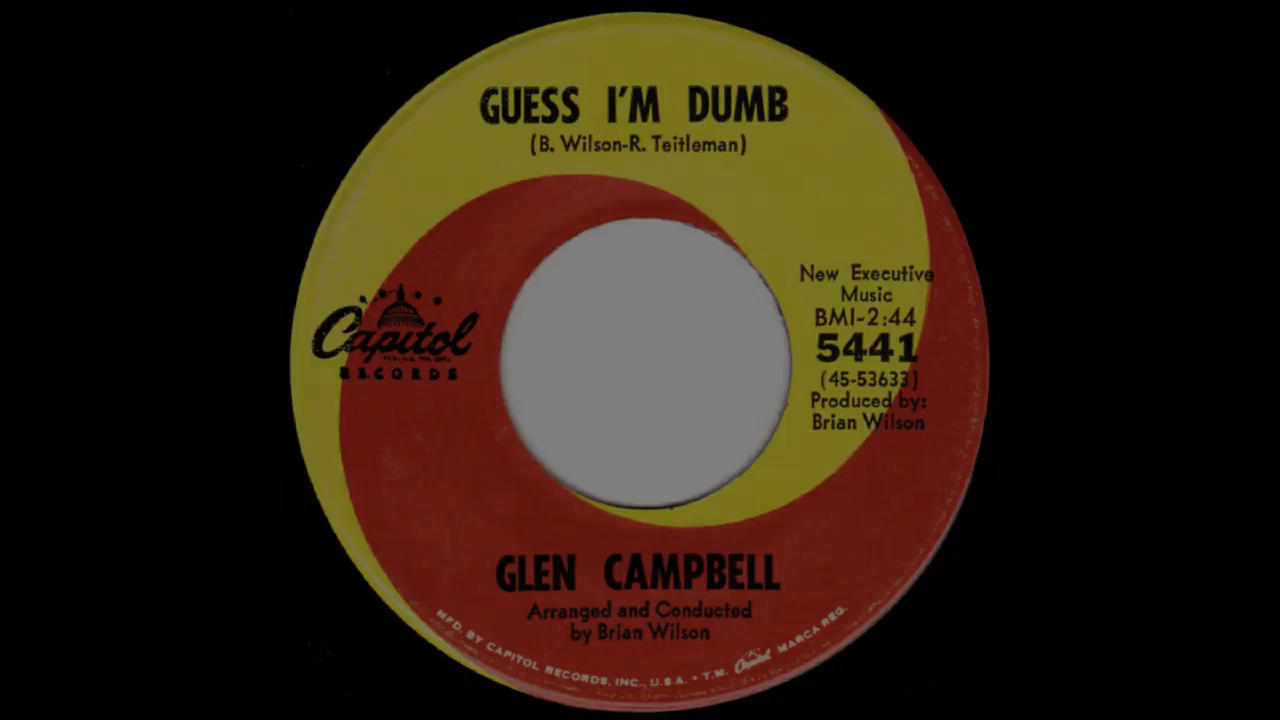 GUESS I'M DUMB
(B. Wilson-R. Teitleman)
New Executive
Music
BMI-2:44
5441
(45-53633)
Produced by:
Brian Wilson
Capitol
RECORDS
GLEN CAMPBELL
Arranged and Conducted
by Brian Wilson
MFD. BY CAPITOL RECORDS, INC., U.S.A. • T.M. Capitol MARCA REG.